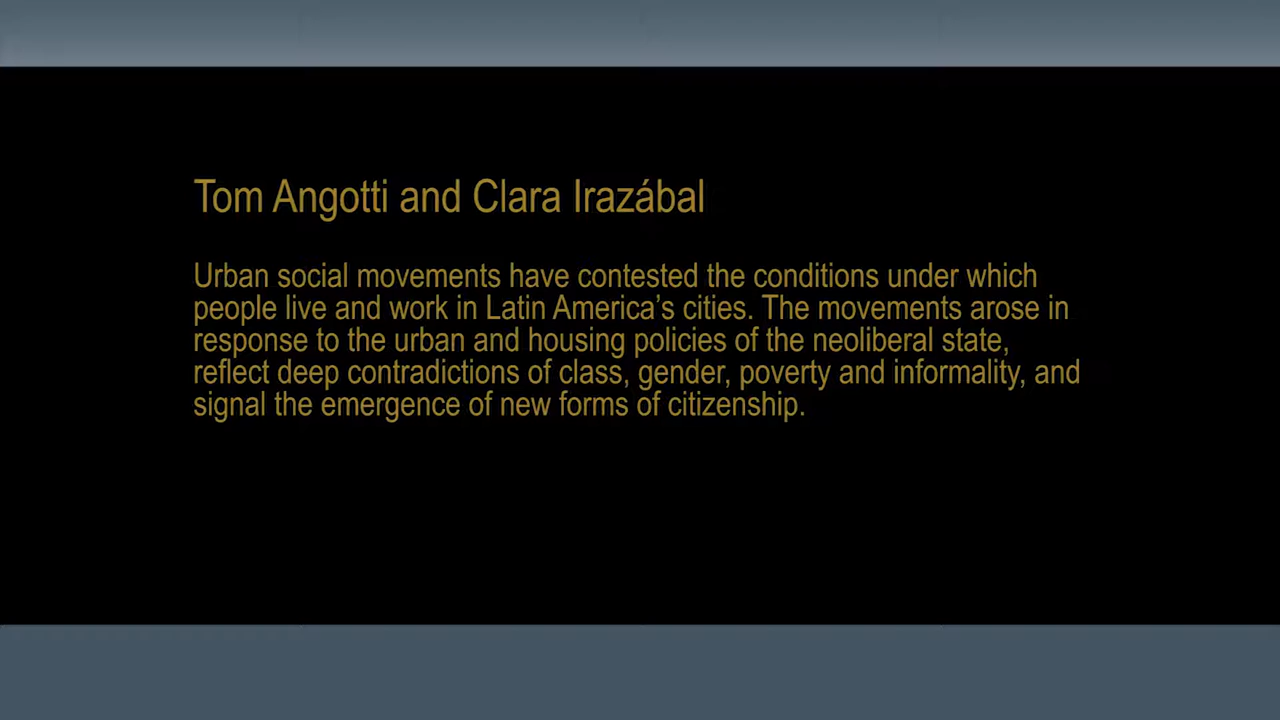 Tom Angotti and Clara Irazábal
Urban social movements have contested the conditions under which
people live and work in Latin America’s cities. The movements arose in
response to the urban and housing policies of the neoliberal state,
reflect deep contradictions of class, gender, poverty and informality, and
signal the emergence of new forms of citizenship.